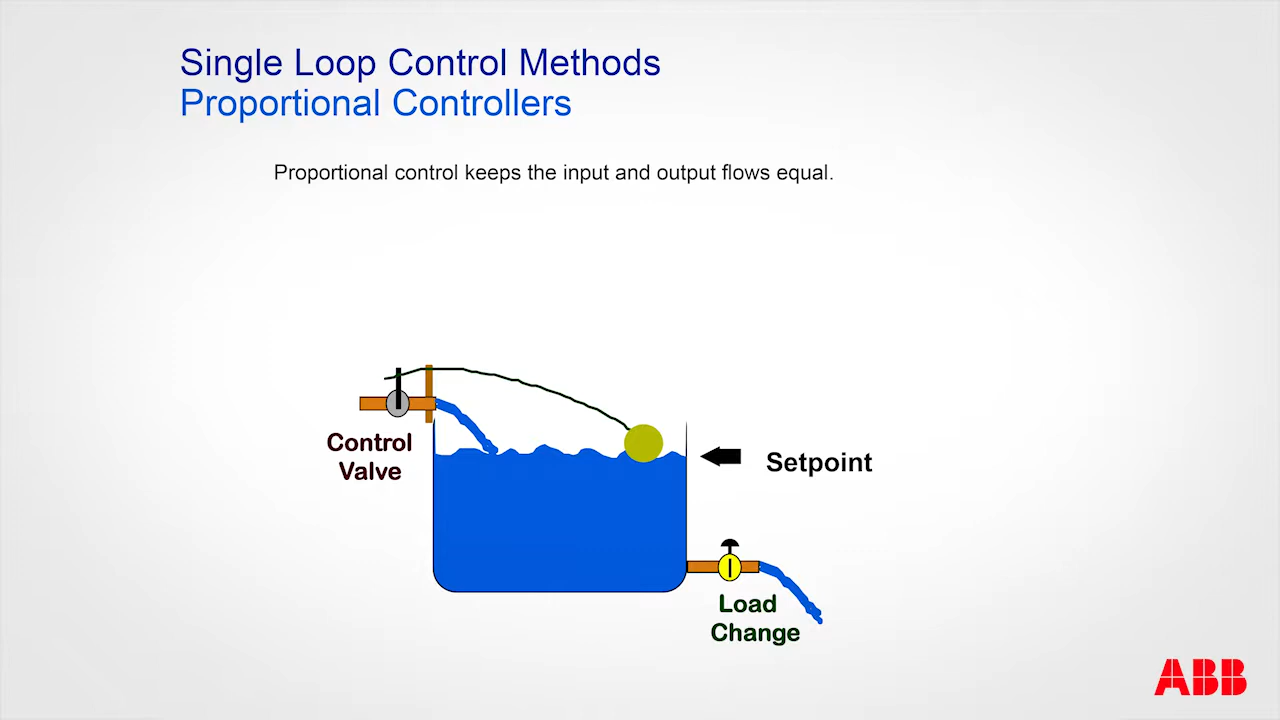 Single Loop Control Methods
Proportional Controllers
Proportional control keeps the input and output flows equal.
Control
Valve
Setpoint
Load
Change
ABB